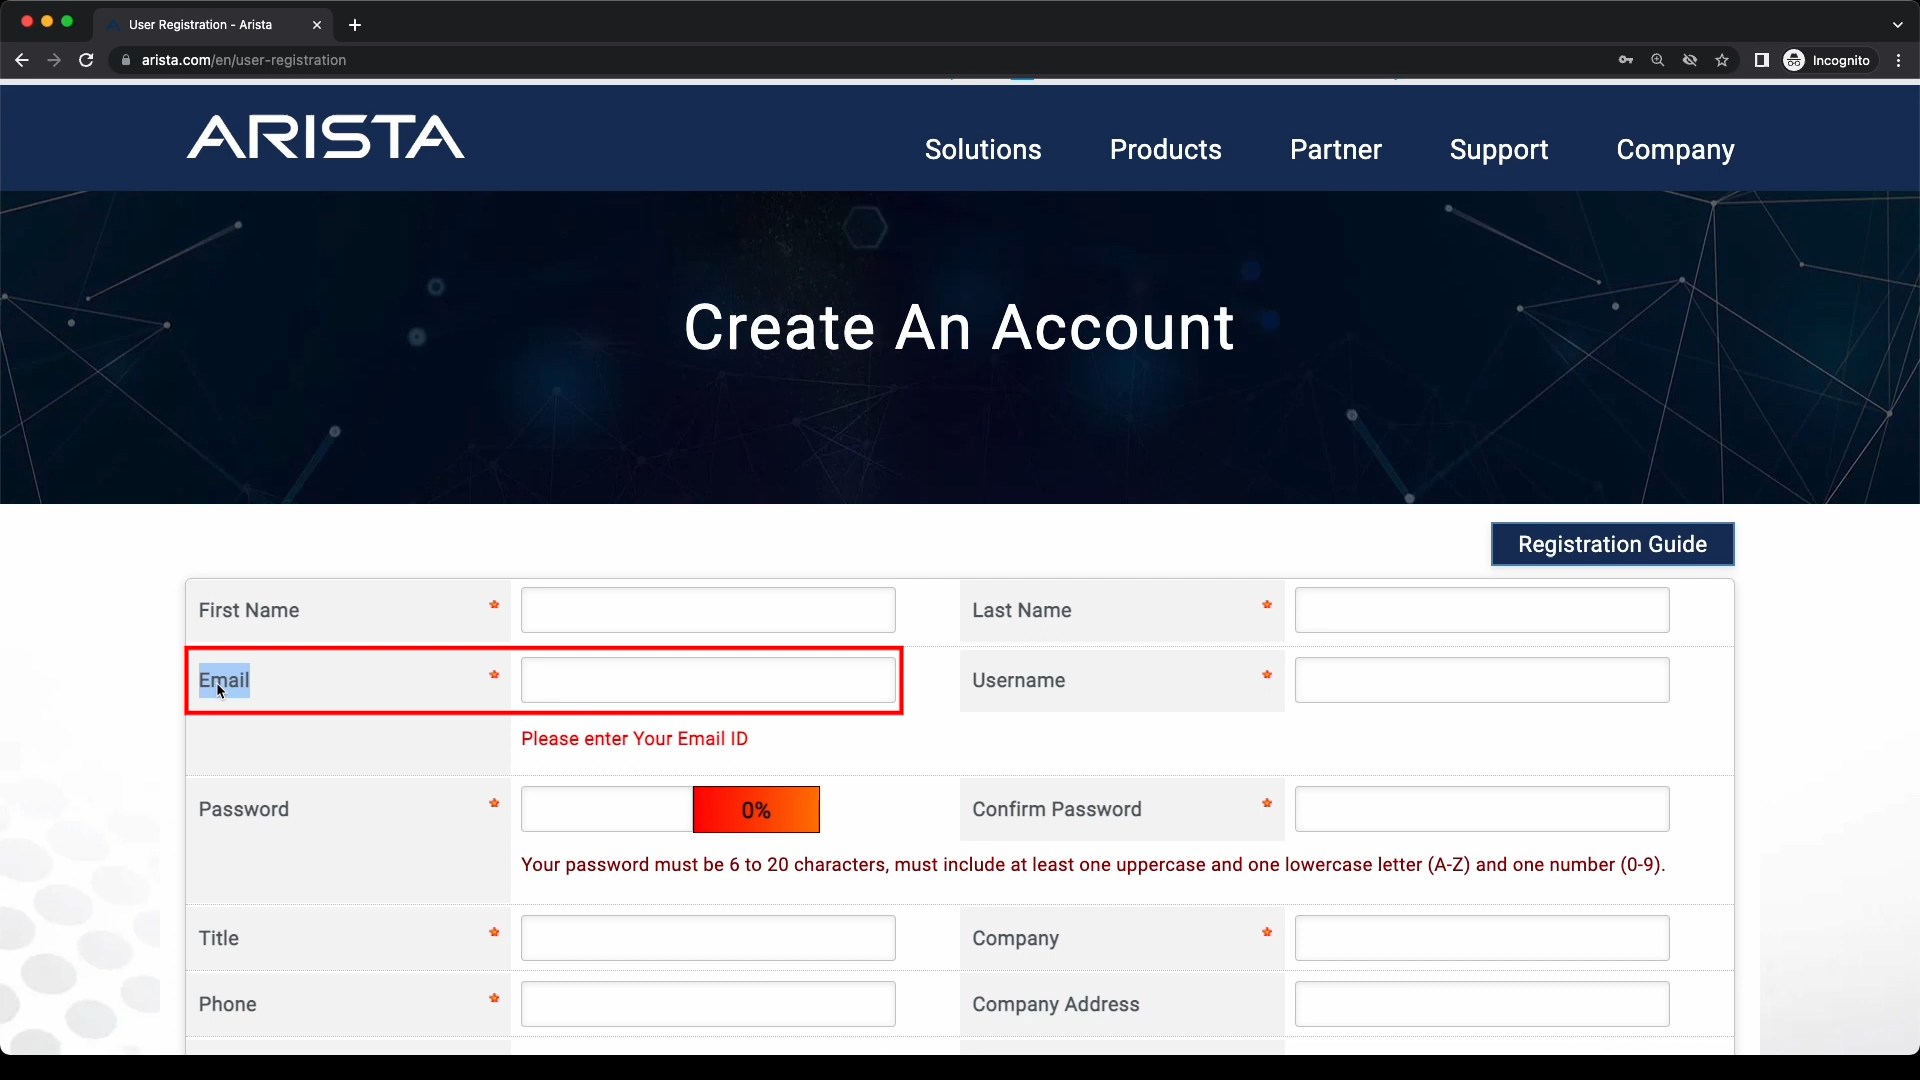 User Registration - Arista
arista.com/en/user-registration
Incognito
ARISTA
Solutions
Products
Partner
Support
Company
Create An Account
Registration Guide
First Name *
Last Name *
Email *
Username *
Please enter Your Email ID
Password *
0%
Confirm Password *
Your password must be 6 to 20 characters, must include at least one uppercase and one lowercase letter (A-Z) and one number (0-9).
Title *
Company *
Phone *
Company Address